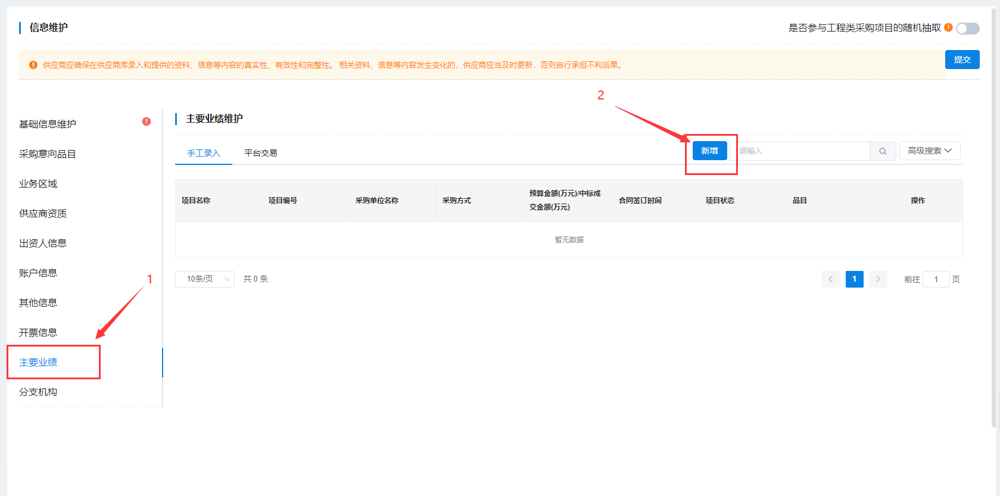 信息维护
是否参与工程类采购项目的随机抽取
供应商应确保在供应商库录入和提供的资料、信息等内容的真实性、有效性和完整性。 相关资料、信息等内容发生变化的，供应商应当及时更新，否则自行承担不利后果。
提交
2
基础信息维护
采购意向品目
业务区域
供应商资质
出资人信息
账户信息
1
其他信息
开票信息
主要业绩
分支机构
主要业绩维护
手工录入 平台交易 新增 请输入 高级搜索
项目名称 项目编号 采购单位名称 采购方式 预算金额(万元)/中标成 合同签订时间 项目状态 品目 操作
交金额(万元)
暂无数据
10条/页 共 0 条 1 前往 1 页